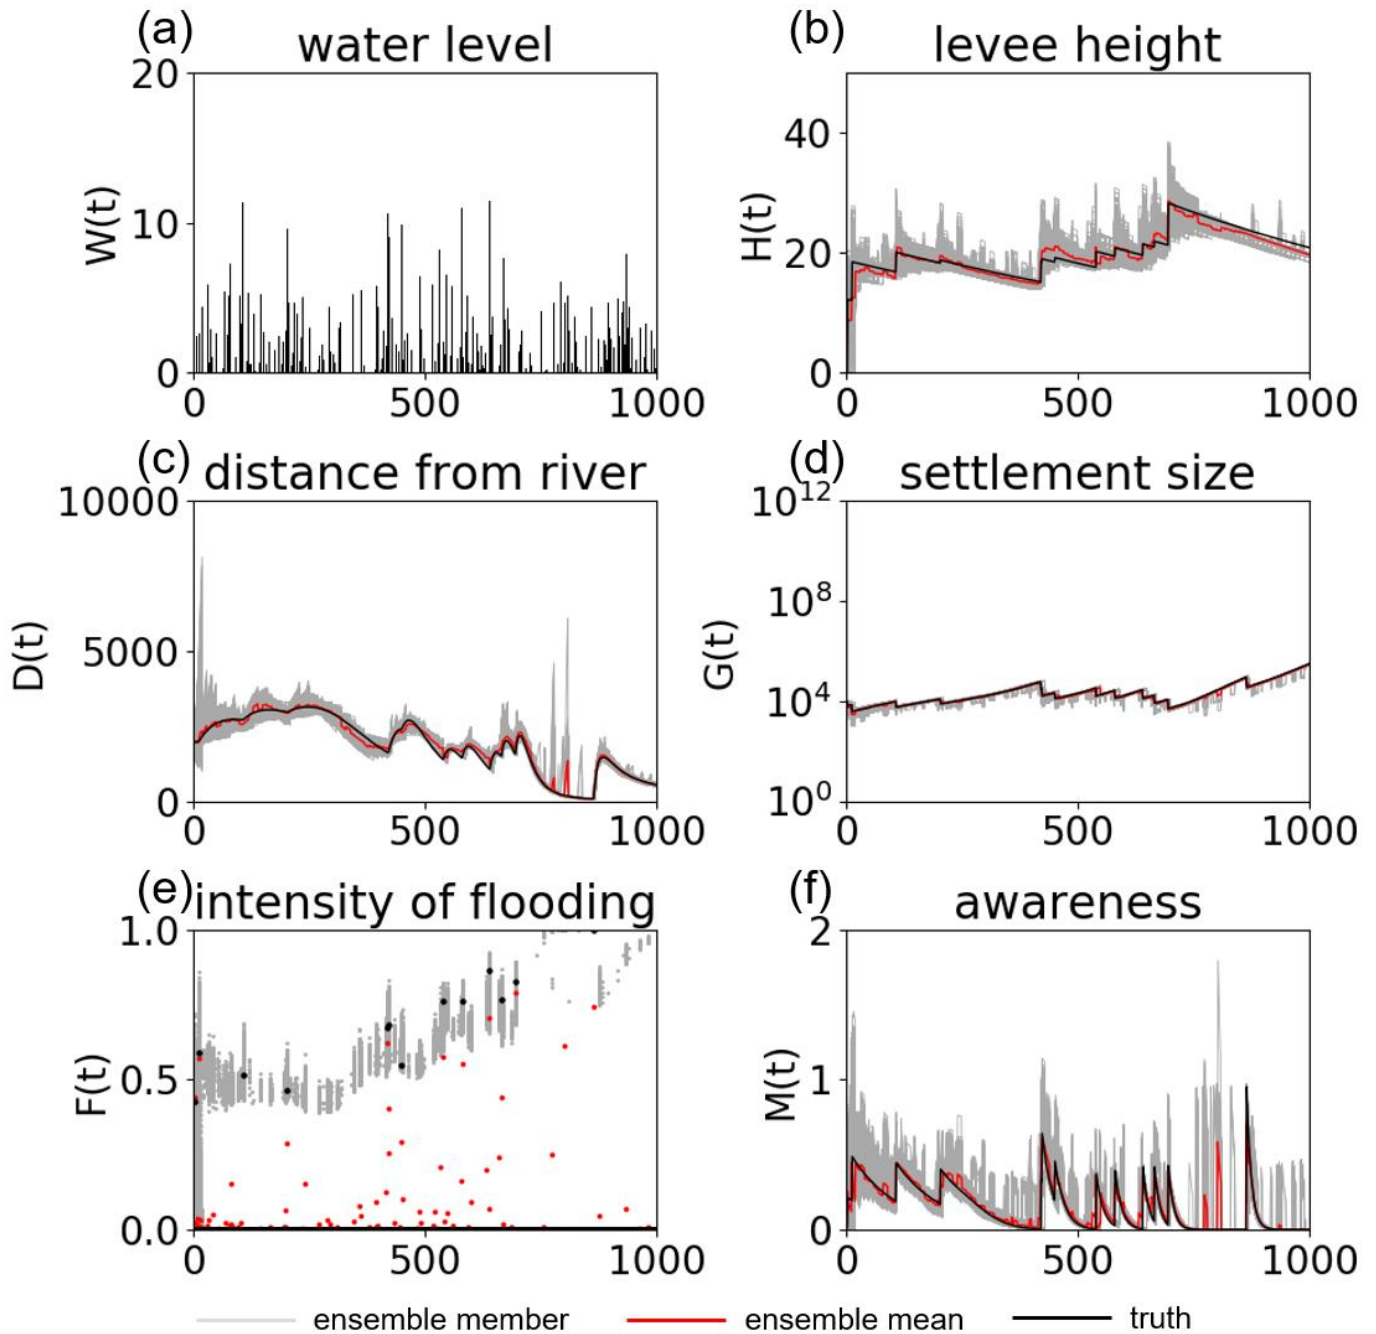 (a) water level
W(t)
20
10
0
0 500 1000
(b) levee height
H(t)
40
20
0
0 500 1000
(c) distance from river
D(t)
10000
5000
0
0 500 1000
(d) settlement size
G(t)
10^12
10^8
10^4
10^0
0 500 1000
(e) intensity of flooding
F(t)
1.0
0.5
0.0
0 500 1000
(f) awareness
M(t)
2
1
0
0 500 1000
ensemble member ensemble mean truth